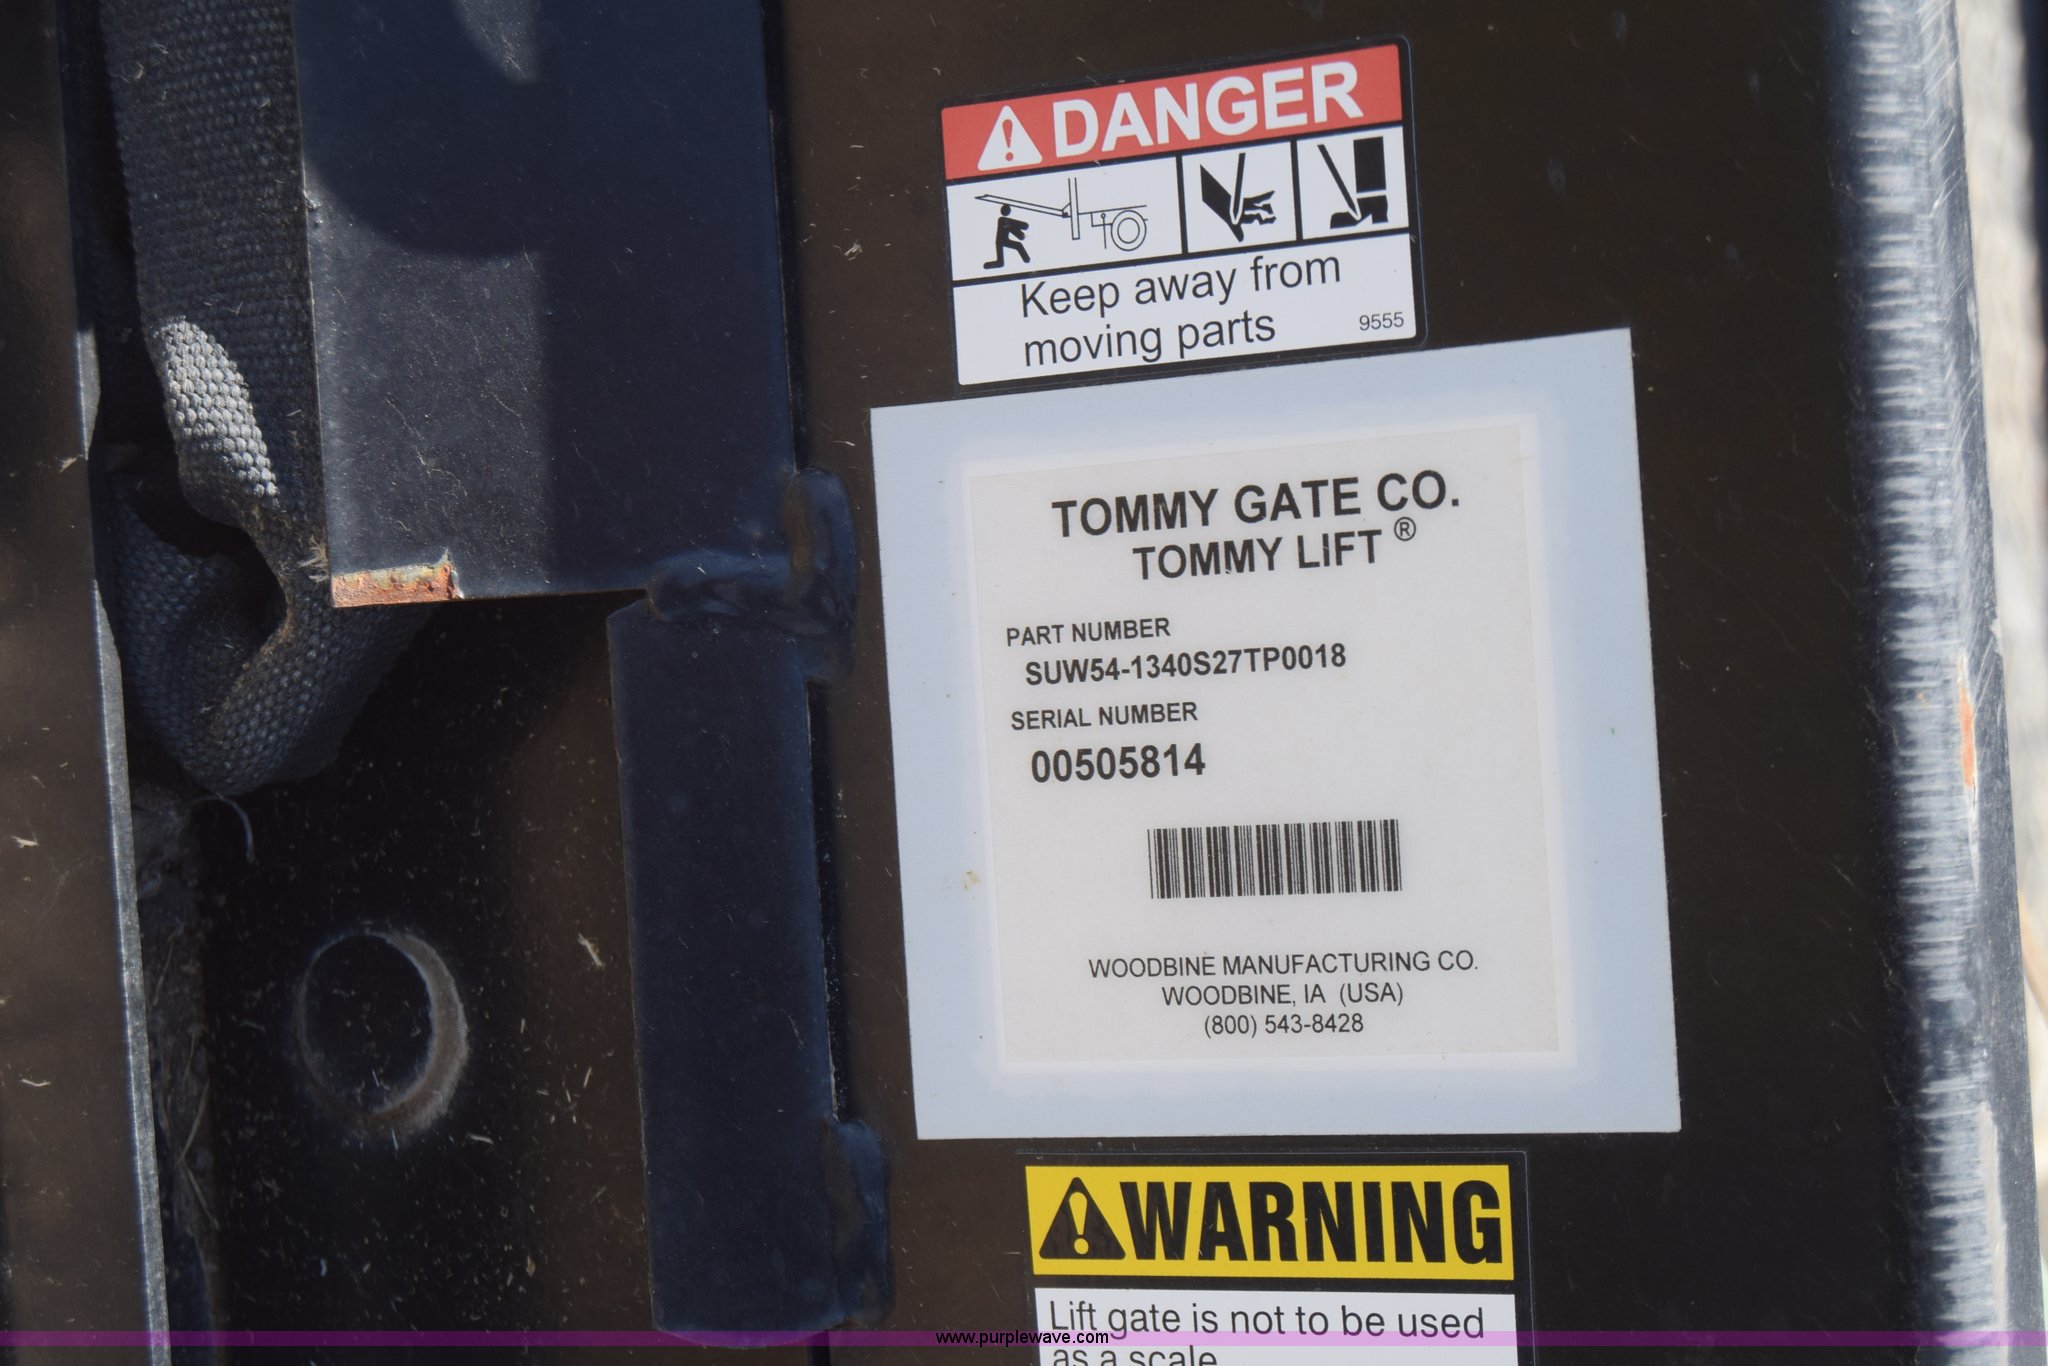 DANGER
Keep away from
moving parts
9555
TOMMY GATE CO.
TOMMY LIFT ®
PART NUMBER
SUW54-1340S27TP0018
SERIAL NUMBER
00505814
WOODBINE MANUFACTURING CO.
WOODBINE, IA (USA)
(800) 543-8428
WARNING
Lift gate is not to be used
as a scale
www.purplewave.com